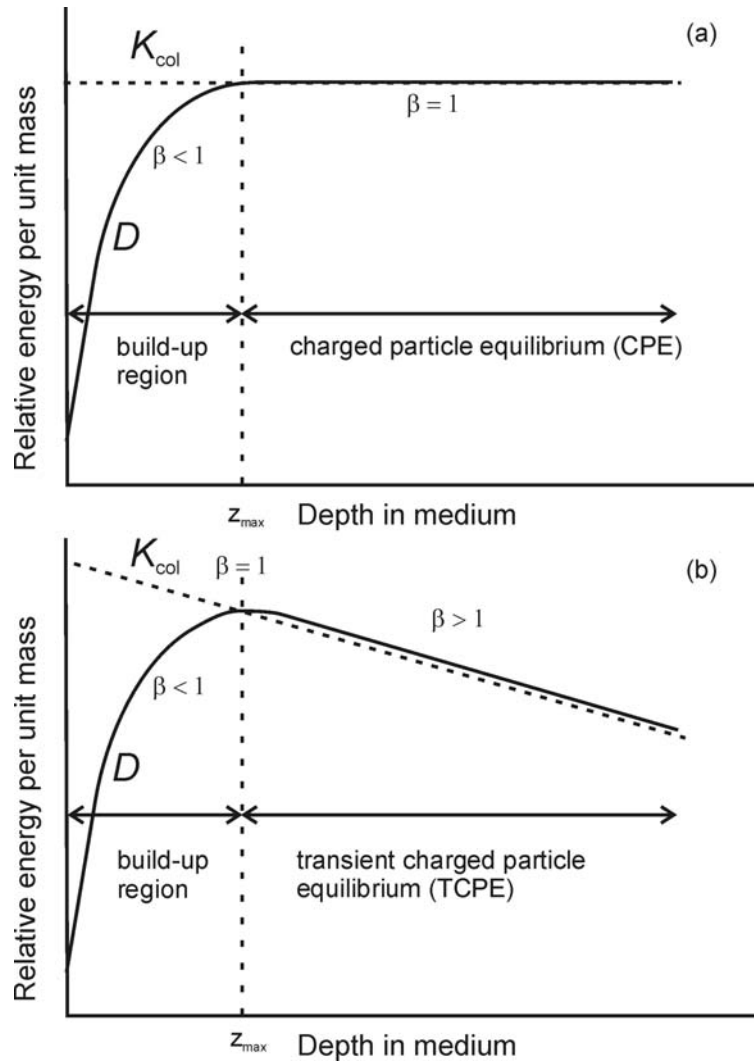 K_col
(a)
β = 1
β < 1
D
Relative energy per unit mass
build-up
region
charged particle equilibrium (CPE)
z_max Depth in medium
K_col
β = 1
(b)
β > 1
β < 1
D
Relative energy per unit mass
build-up
region
transient charged particle
equilibrium (TCPE)
z_max Depth in medium